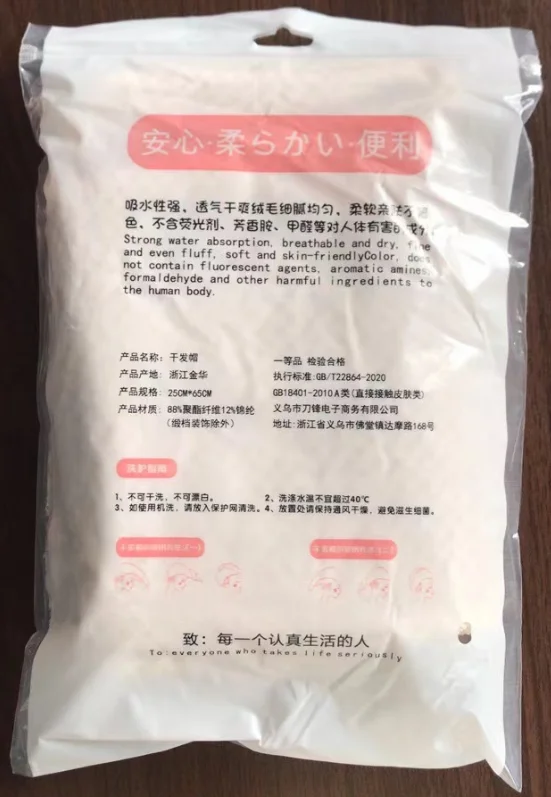 安心·柔らかい·便利
吸水性强、透气干爽绒毛细腻均匀、柔软亲
色、不含荧光剂、芳香胺、甲醛等对人体有害
Strong water absorption, breathable and dry, fine
and even fluff, soft and skin-friendlyColor, does
not contain fluorescent agents, aromatic amines,
formaldehyde and other harmful ingredients to
the human body.
产品名称：干发帽
产品产地：浙江金华
产品规格：25CM*65CM
产品材质：88%聚酯纤维12%锦纶
（缎档装饰除外）
一等品 检验合格
执行标准:GB/T22864-2020
GB18401-2010A类(直接接触皮肤类)
义乌市刀锋电子商务有限公司
地址：浙江省义乌市佛堂镇达摩路168号
1、不可干洗，不可漂白。 2、洗涤水温不宜超过40℃
3、如使用机洗，请放入保护网清洗。 4、放置处请保持通风干燥，避免滋生细菌。
致：每一个认真生活的人
To:everyone who takes life seriously